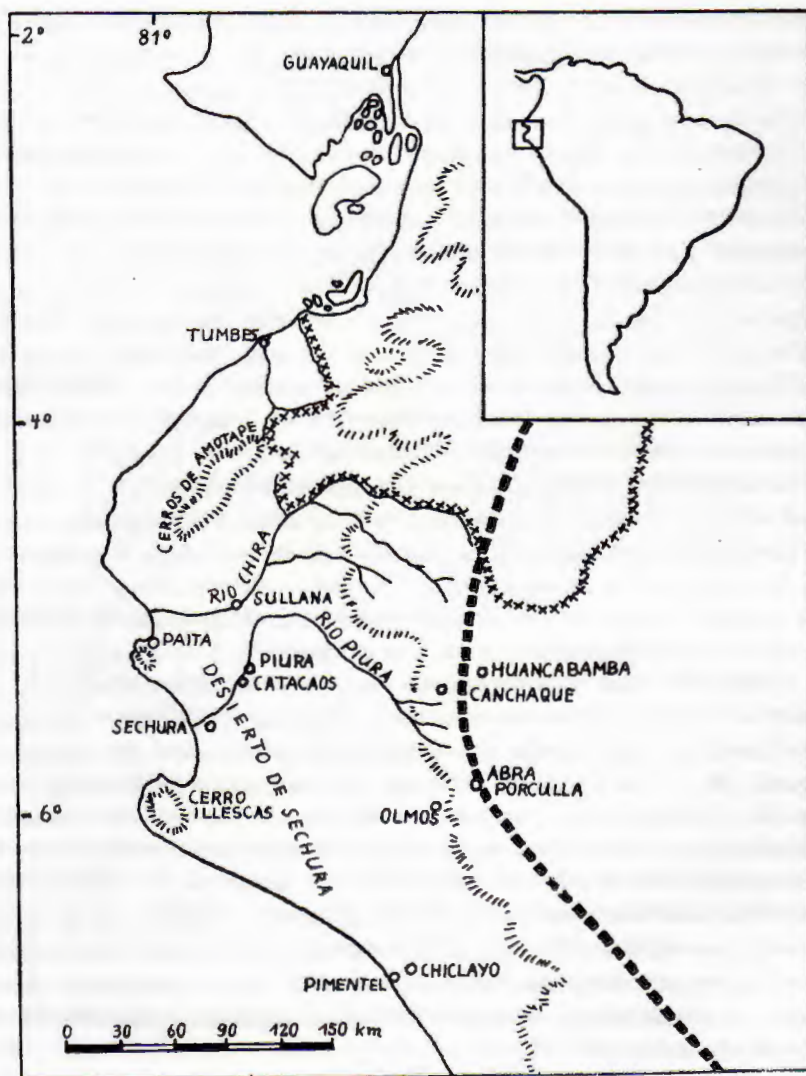 2°
81°
GUAYAQUIL
TUMBES
4°
CERROS DE AMOTAPE
RIO CHIRA
SULLANA
PAITA
RIO PIURA
PIURA
CATACAOS
HUANCABAMBA
CANCHAQUE
DESIERTO DE SECHURA
SECHURA
ABRA
PORCULLA
CERRO
ILLESCAS
6°
OLMOS
CHICLAYO
PIMENTEL
0 30 60 90 120 150 km